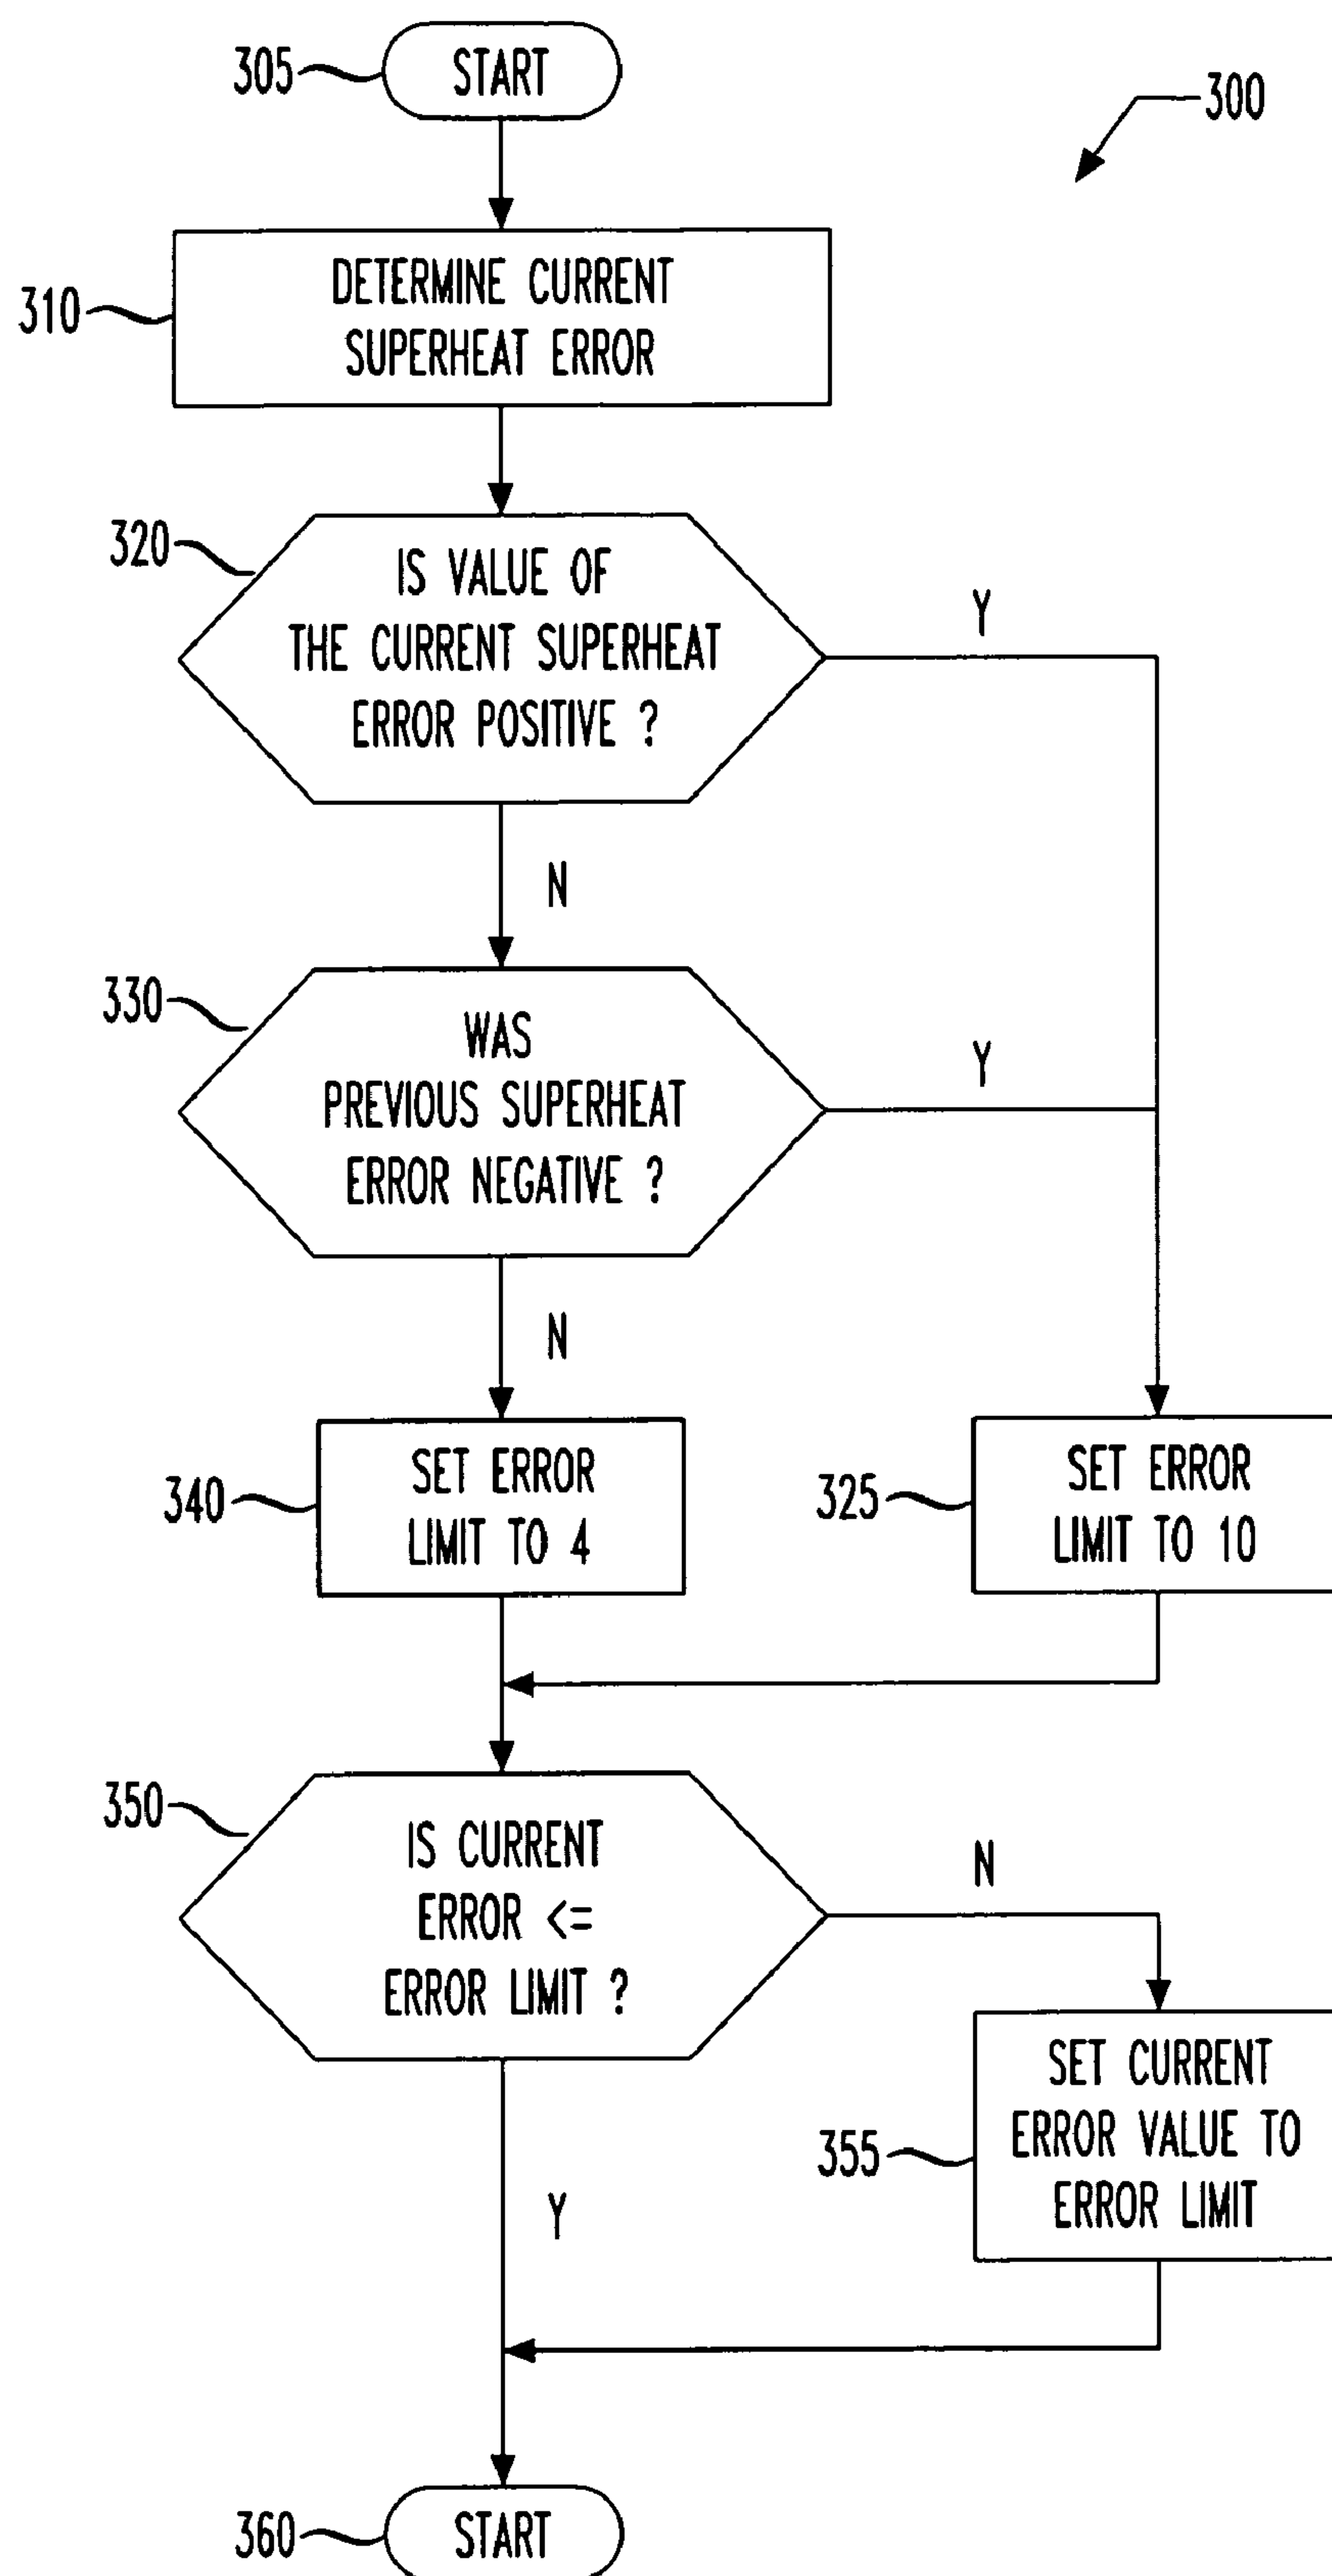 305
START
300
310
DETERMINE CURRENT
SUPERHEAT ERROR
320
IS VALUE OF
THE CURRENT SUPERHEAT
ERROR POSITIVE ?
Y
N
330
WAS
PREVIOUS SUPERHEAT
ERROR NEGATIVE ?
Y
N
340
SET ERROR
LIMIT TO 4
325
SET ERROR
LIMIT TO 10
350
IS CURRENT
ERROR <=
ERROR LIMIT ?
N
355
SET CURRENT
ERROR VALUE TO
ERROR LIMIT
Y
360
START